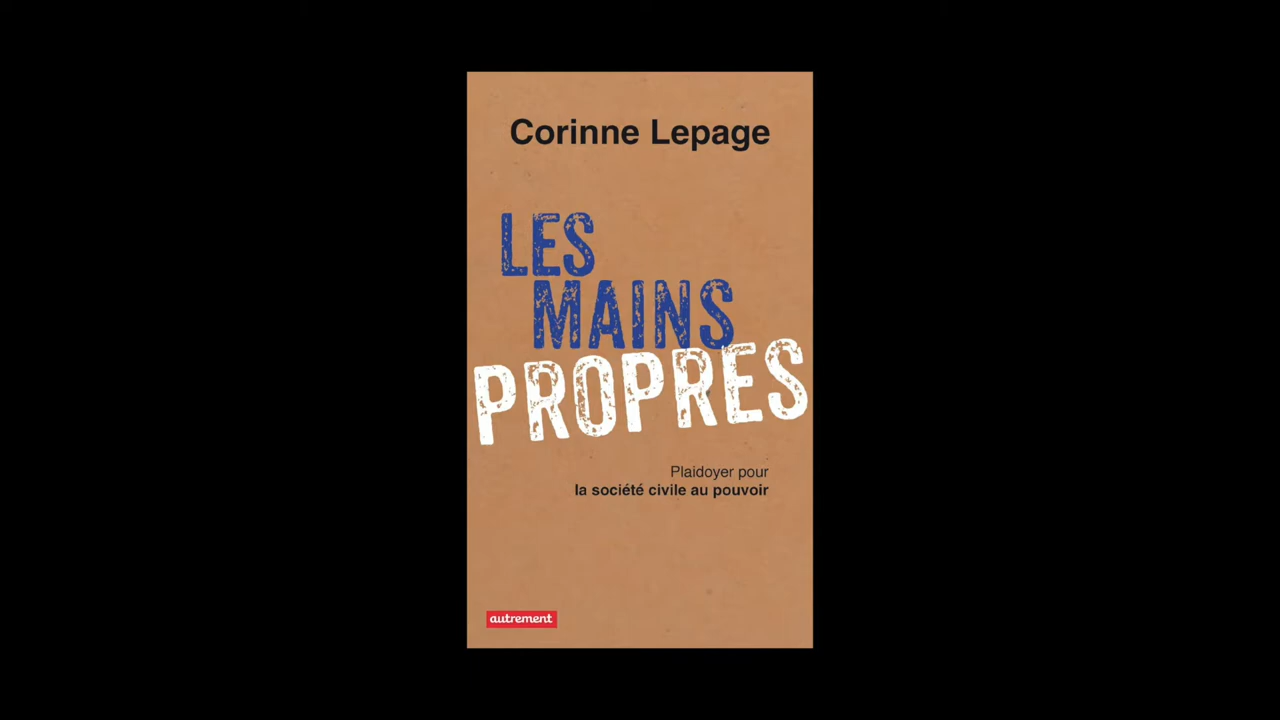 Corinne Lepage
LES
MAINS
PROPRES
Plaidoyer pour
la société civile au pouvoir
autrement